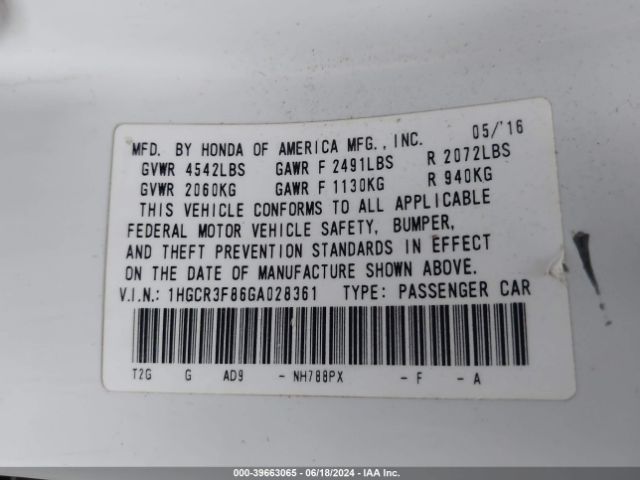 MFD. BY HONDA OF AMERICA MFG., INC. 05/'16
GVWR 4542LBS GAWR F 2491LBS R 2072LBS
GVWR 2060KG GAWR F 1130KG R 940KG
THIS VEHICLE CONFORMS TO ALL APPLICABLE
FEDERAL MOTOR VEHICLE SAFETY, BUMPER,
AND THEFT PREVENTION STANDARDS IN EFFECT
ON THE DATE OF MANUFACTURE SHOWN ABOVE.
V.I.N.: 1HGCR3F86GA028361 TYPE: PASSENGER CAR
T2G G AD9 - NH788PX - F - A
000-39663065 / 06/18/2024 - IAA Inc.